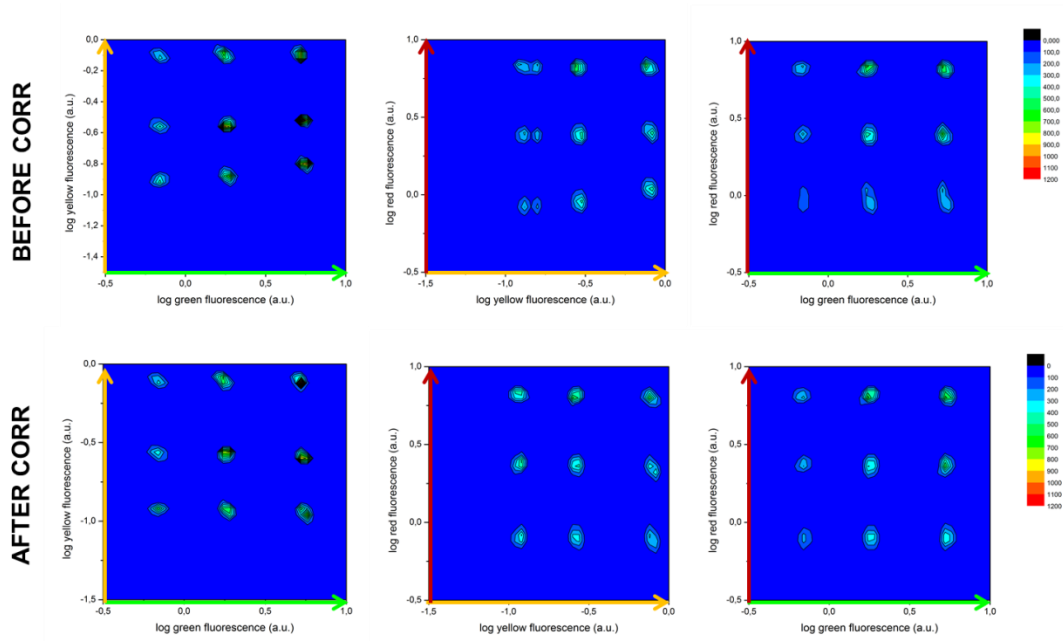 BEFORE CORR
log yellow fluorescence (a.u.)
0,0
-0,2
-0,4
-0,6
-0,8
-1,0
-1,2
-1,4
-0,5 0,0 0,5 1,0
log green fluorescence (a.u.)
log red fluorescence (a.u.)
1,0
0,5
0,0
-0,5
-1,5 -1,0 -0,5 0,0
log yellow fluorescence (a.u.)
log red fluorescence (a.u.)
1,0
0,5
0,0
-0,5
-0,5 0,0 0,5 1,0
log green fluorescence (a.u.)
0,000
100,0
200,0
300,0
400,0
500,0
600,0
700,0
800,0
900,0
1000
1100
1200
AFTER CORR
log yellow fluorescence (a.u.)
0,0
-0,5
-1,0
-1,5
-0,5 0,0 0,5 1,0
log green fluorescence (a.u.)
log red fluorescence (a.u.)
1,0
0,5
0,0
-0,5
-1,5 -1,0 -0,5 0,0
log yellow fluorescence (a.u.)
log red fluorescence (a.u.)
1,0
0,5
0,0
-0,5
-0,5 0,0 0,5 1,0
log green fluorescence (a.u.)
0
100
200
300
400
500
600
700
800
900
1000
1100
1200